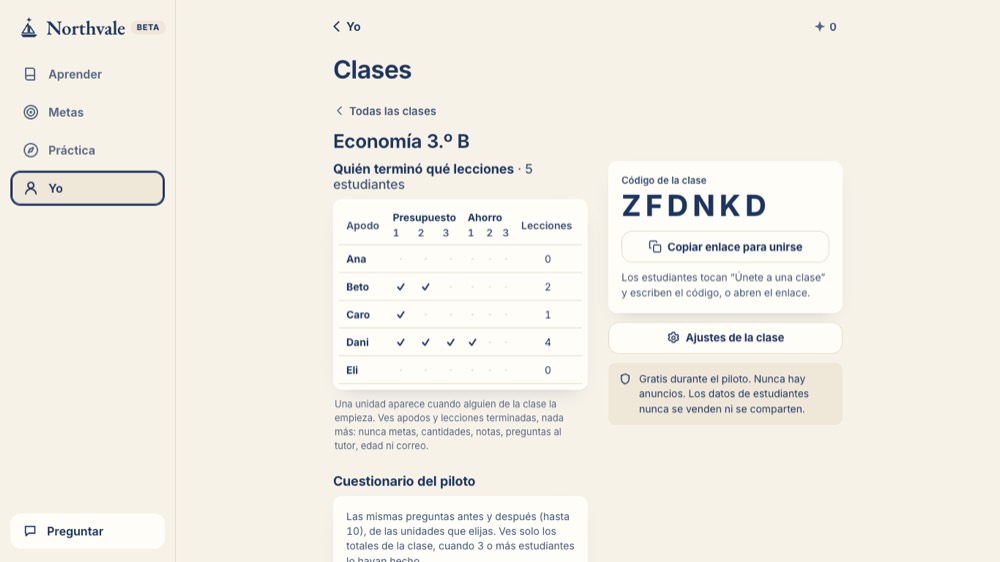 Northvale BETA
Aprender
Metas
Práctica
Yo
Preguntar
Yo
0
Clases
Todas las clases
Economía 3.º B
Quién terminó qué lecciones · 5
estudiantes
Apodo Presupuesto Ahorro Lecciones
1 2 3 1 2 3
Ana 0
Beto 2
Caro 1
Dani 4
Eli 0
Una unidad aparece cuando alguien de la clase la
empieza. Ves apodos y lecciones terminadas, nada
más: nunca metas, cantidades, notas, preguntas al
tutor, edad ni correo.
Cuestionario del piloto
Las mismas preguntas antes y después (hasta
10), de las unidades que elijas. Ves solo los
totales de la clase, cuando 3 o más estudiantes
lo hayan hecho.
Código de la clase
ZFDNKD
Copiar enlace para unirse
Los estudiantes tocan "Únete a una clase"
y escriben el código, o abren el enlace.
Ajustes de la clase
Gratis durante el piloto. Nunca hay
anuncios. Los datos de estudiantes
nunca se venden ni se comparten.